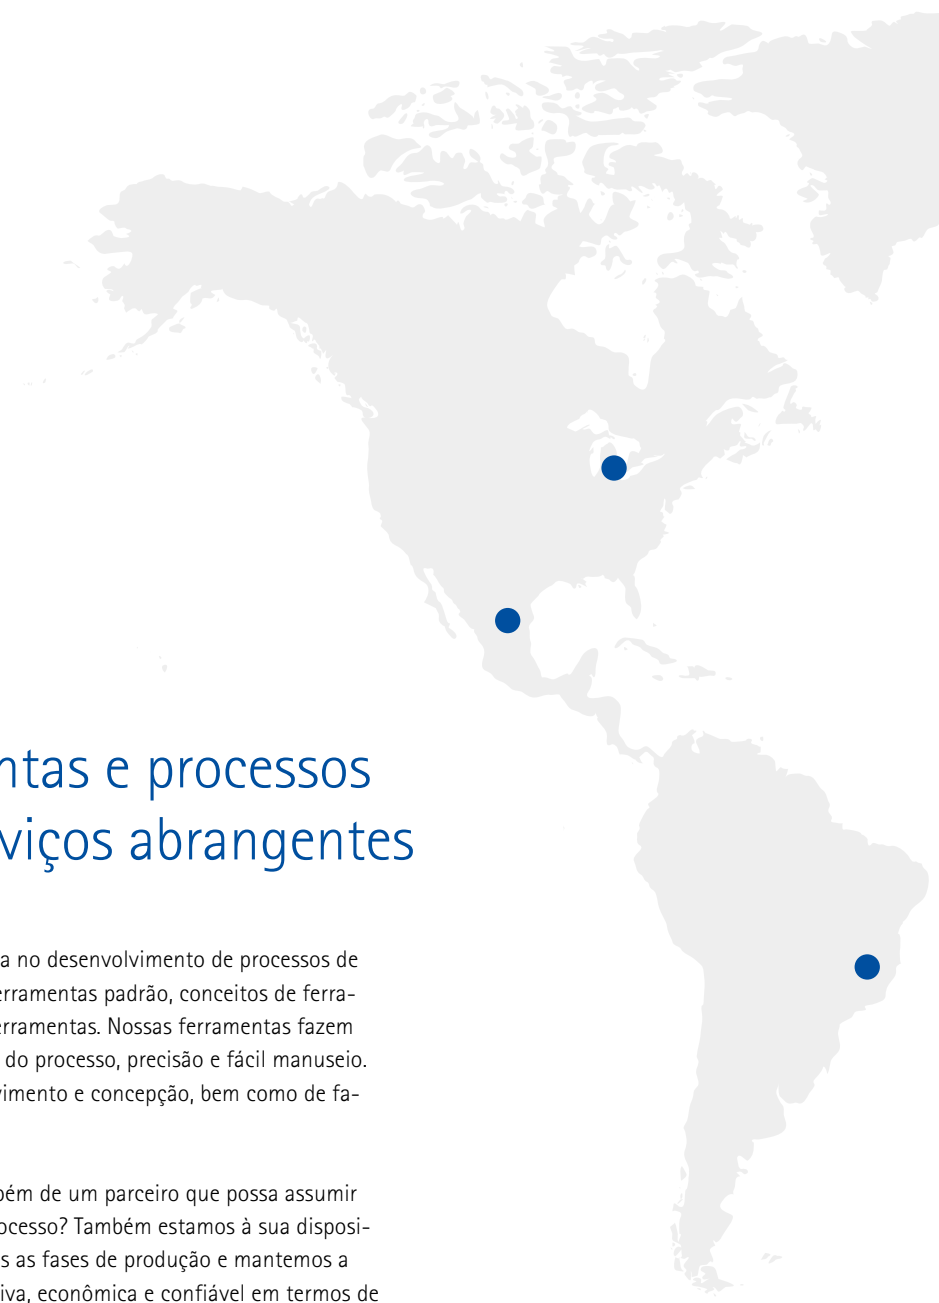 ntas e processos
viços abrangentes
a no desenvolvimento de processos de
erramentas padrão, conceitos de ferra-
erramentas. Nossas ferramentas fazem
do processo, precisão e fácil manuseio.
vimento e concepção, bem como de fa-
bém de um parceiro que possa assumir
ocesso? Também estamos à sua disposi-
s as fases de produção e mantemos a
iva, econômica e confiável em termos de